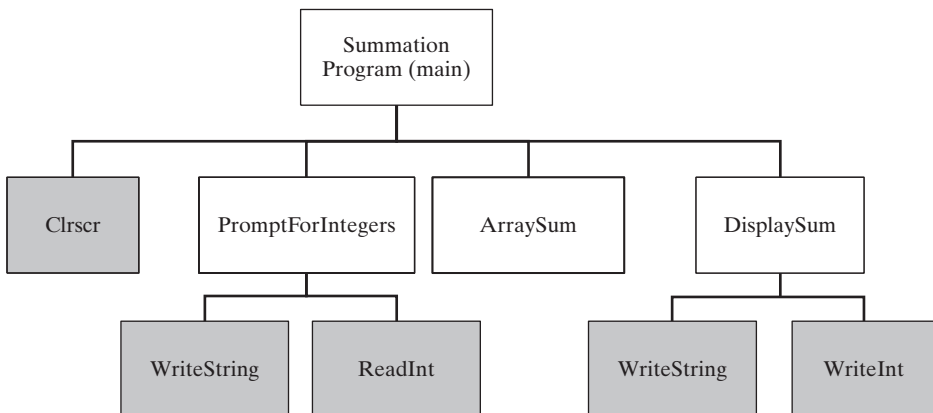 Summation
Program (main)
Clrscr
PromptForIntegers
ArraySum
DisplaySum
WriteString
ReadInt
WriteString
WriteInt